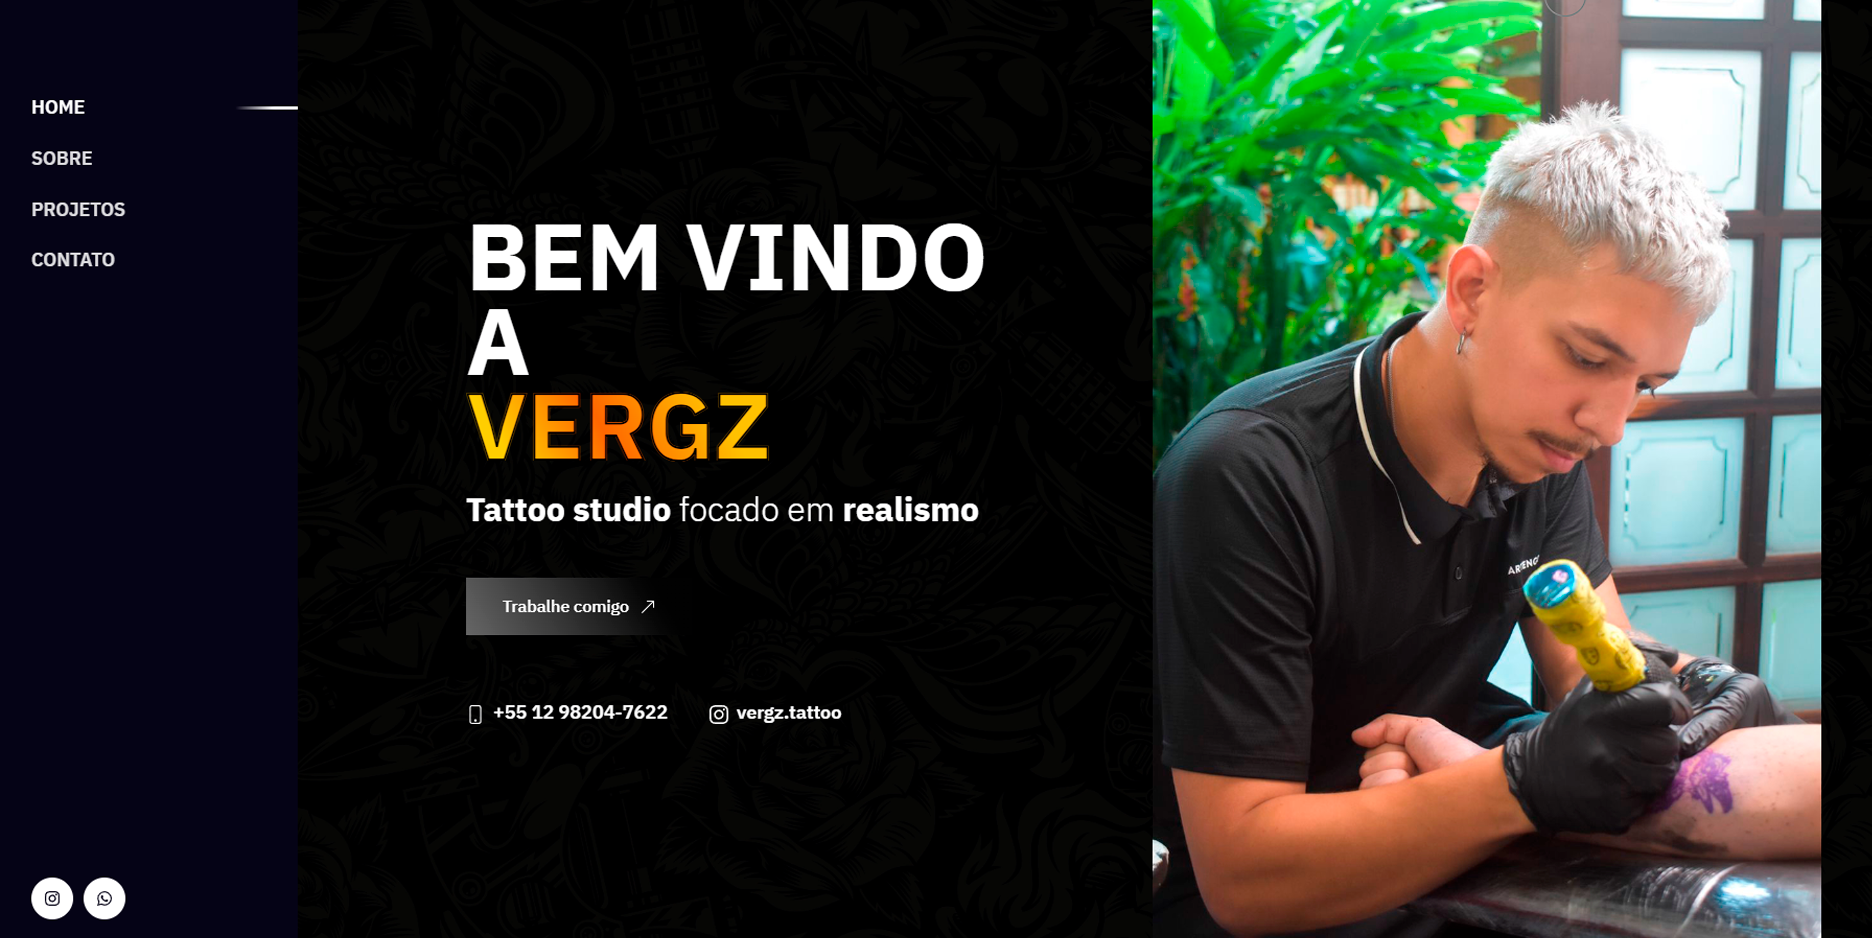 HOME
SOBRE
PROJETOS
CONTATO
BEM VINDO
A
VERGZ
Tattoo studio focado em realismo
Trabalhe comigo
+55 12 98204-7622
vergz.tattoo